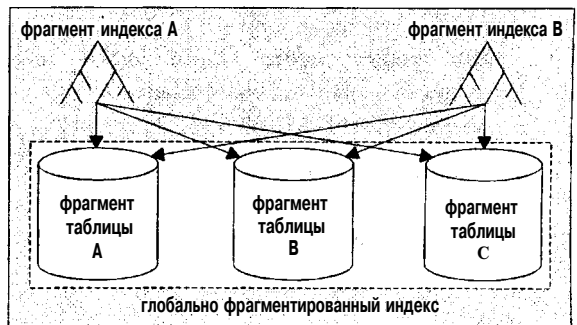 фрагмент индекса А
фрагмент индекса В
фрагмент
таблицы
А
фрагмент
таблицы
В
фрагмент
таблицы
С
глобально фрагментированный индекс